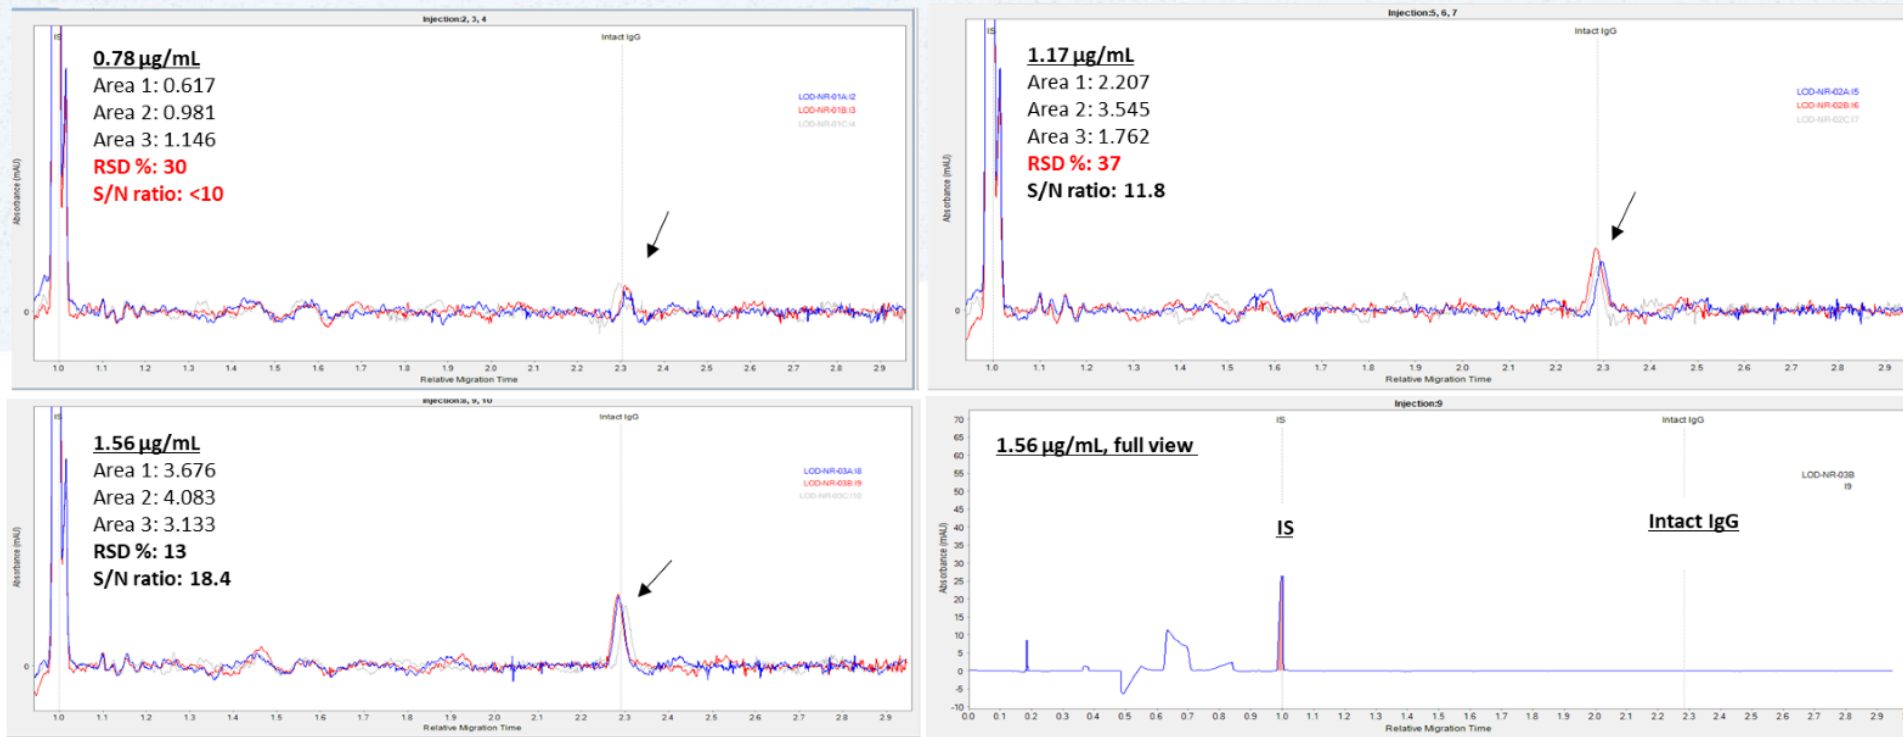 Injection:2, 3, 4
IS
Intact IgG
0.78 µg/mL
Area 1: 0.617
Area 2: 0.981
Area 3: 1.146
RSD %: 30
S/N ratio: <10
LOD-NR-01A:I2
LOD-NR-01B:I3
LOD-NR-01C:I4
Absorbance (mAU)
0
1.0 1.1 1.2 1.3 1.4 1.5 1.6 1.7 1.8 1.9 2.0 2.1 2.2 2.3 2.4 2.5 2.6 2.7 2.8 2.9
Relative Migration Time
Injection:5, 6, 7
IS
Intact IgG
1.17 µg/mL
Area 1: 2.207
Area 2: 3.545
Area 3: 1.762
RSD %: 37
S/N ratio: 11.8
LOD-NR-02A:I5
LOD-NR-02B:I6
LOD-NR-02C:I7
Absorbance (mAU)
0
1.0 1.1 1.2 1.3 1.4 1.5 1.6 1.7 1.8 1.9 2.0 2.1 2.2 2.3 2.4 2.5 2.6 2.7 2.8 2.9
Relative Migration Time
Injection:8, 9, 10
IS
Intact IgG
1.56 µg/mL
Area 1: 3.676
Area 2: 4.083
Area 3: 3.133
RSD %: 13
S/N ratio: 18.4
LOD-NR-03A:I8
LOD-NR-03B:I9
LOD-NR-03C:I10
Absorbance (mAU)
0
1.0 1.1 1.2 1.3 1.4 1.5 1.6 1.7 1.8 1.9 2.0 2.1 2.2 2.3 2.4 2.5 2.6 2.7 2.8 2.9
Relative Migration Time
Injection:9
IS
Intact IgG
1.56 µg/mL, full view
LOD-NR-03B
I9
IS
Intact IgG
Absorbance (mAU)
70
65
60
55
50
45
40
35
30
25
20
15
10
5
0
-5
-10
0.0 0.1 0.2 0.3 0.4 0.5 0.6 0.7 0.8 0.9 1.0 1.1 1.2 1.3 1.4 1.5 1.6 1.7 1.8 1.9 2.0 2.1 2.2 2.3 2.4 2.5 2.6 2.7 2.8 2.9
Relative Migration Time